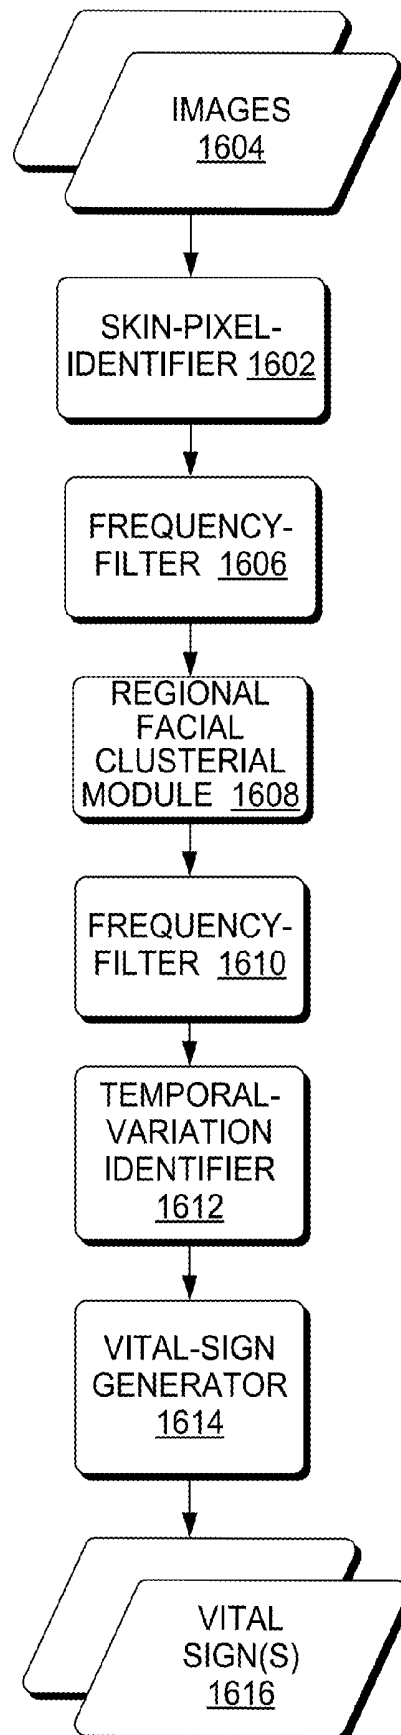 IMAGES
1604
SKIN-PIXEL-
IDENTIFIER 1602
FREQUENCY-
FILTER 1606
REGIONAL
FACIAL
CLUSTERIAL
MODULE 1608
FREQUENCY-
FILTER 1610
TEMPORAL-
VARIATION
IDENTIFIER
1612
VITAL-SIGN
GENERATOR
1614
VITAL
SIGN(S)
1616